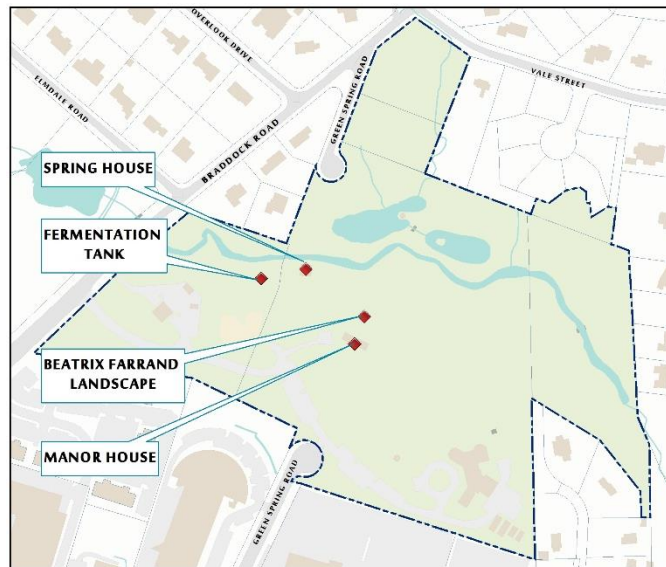 OVERLOOK DRIVE
ELMDALE ROAD
GREEN SPRING ROAD
VALE STREET
BRADDOCK ROAD
SPRING HOUSE
FERMENTATION
TANK
BEATRIX FARRAND
LANDSCAPE
MANOR HOUSE
GREEN SPRING ROAD